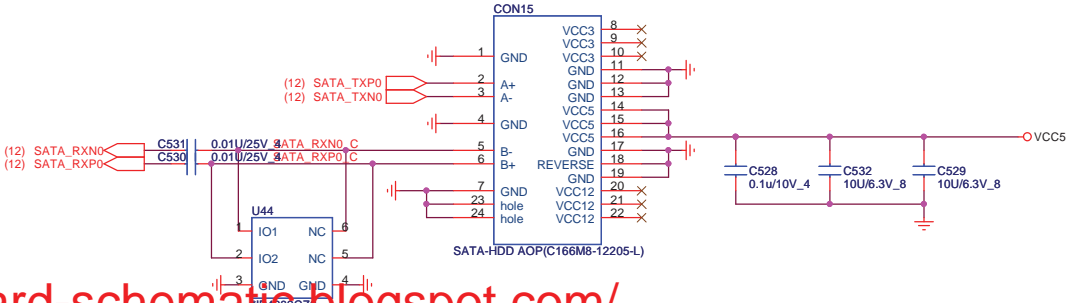 CON15
1 GND
(12) SATA_TXP0 2 A+
(12) SATA_TXN0 3 A-
4 GND
(12) SATA_RXN0 C531 0.01U/25V_4 SATA_RXN0_C 5 B-
(12) SATA_RXP0 C530 0.01U/25V_4 SATA_RXP0_C 6 B+
7 GND
23 hole
24 hole
VCC3 8
VCC3 9
VCC3 10
GND 11
GND 12
GND 13
VCC5 14
VCC5 15
VCC5 16
GND 17
REVERSE 18
GND 19
VCC12 20
VCC12 21
VCC12 22
SATA-HDD AOP(C166M8-12205-L)
VCC5
C528
0.1u/10V_4
C532
10U/6.3V_8
C529
10U/6.3V_8
U44
1 IO1 NC 6
2 IO2 NC 5
3 GND GND 4
ard-schematic.blogspot.com/